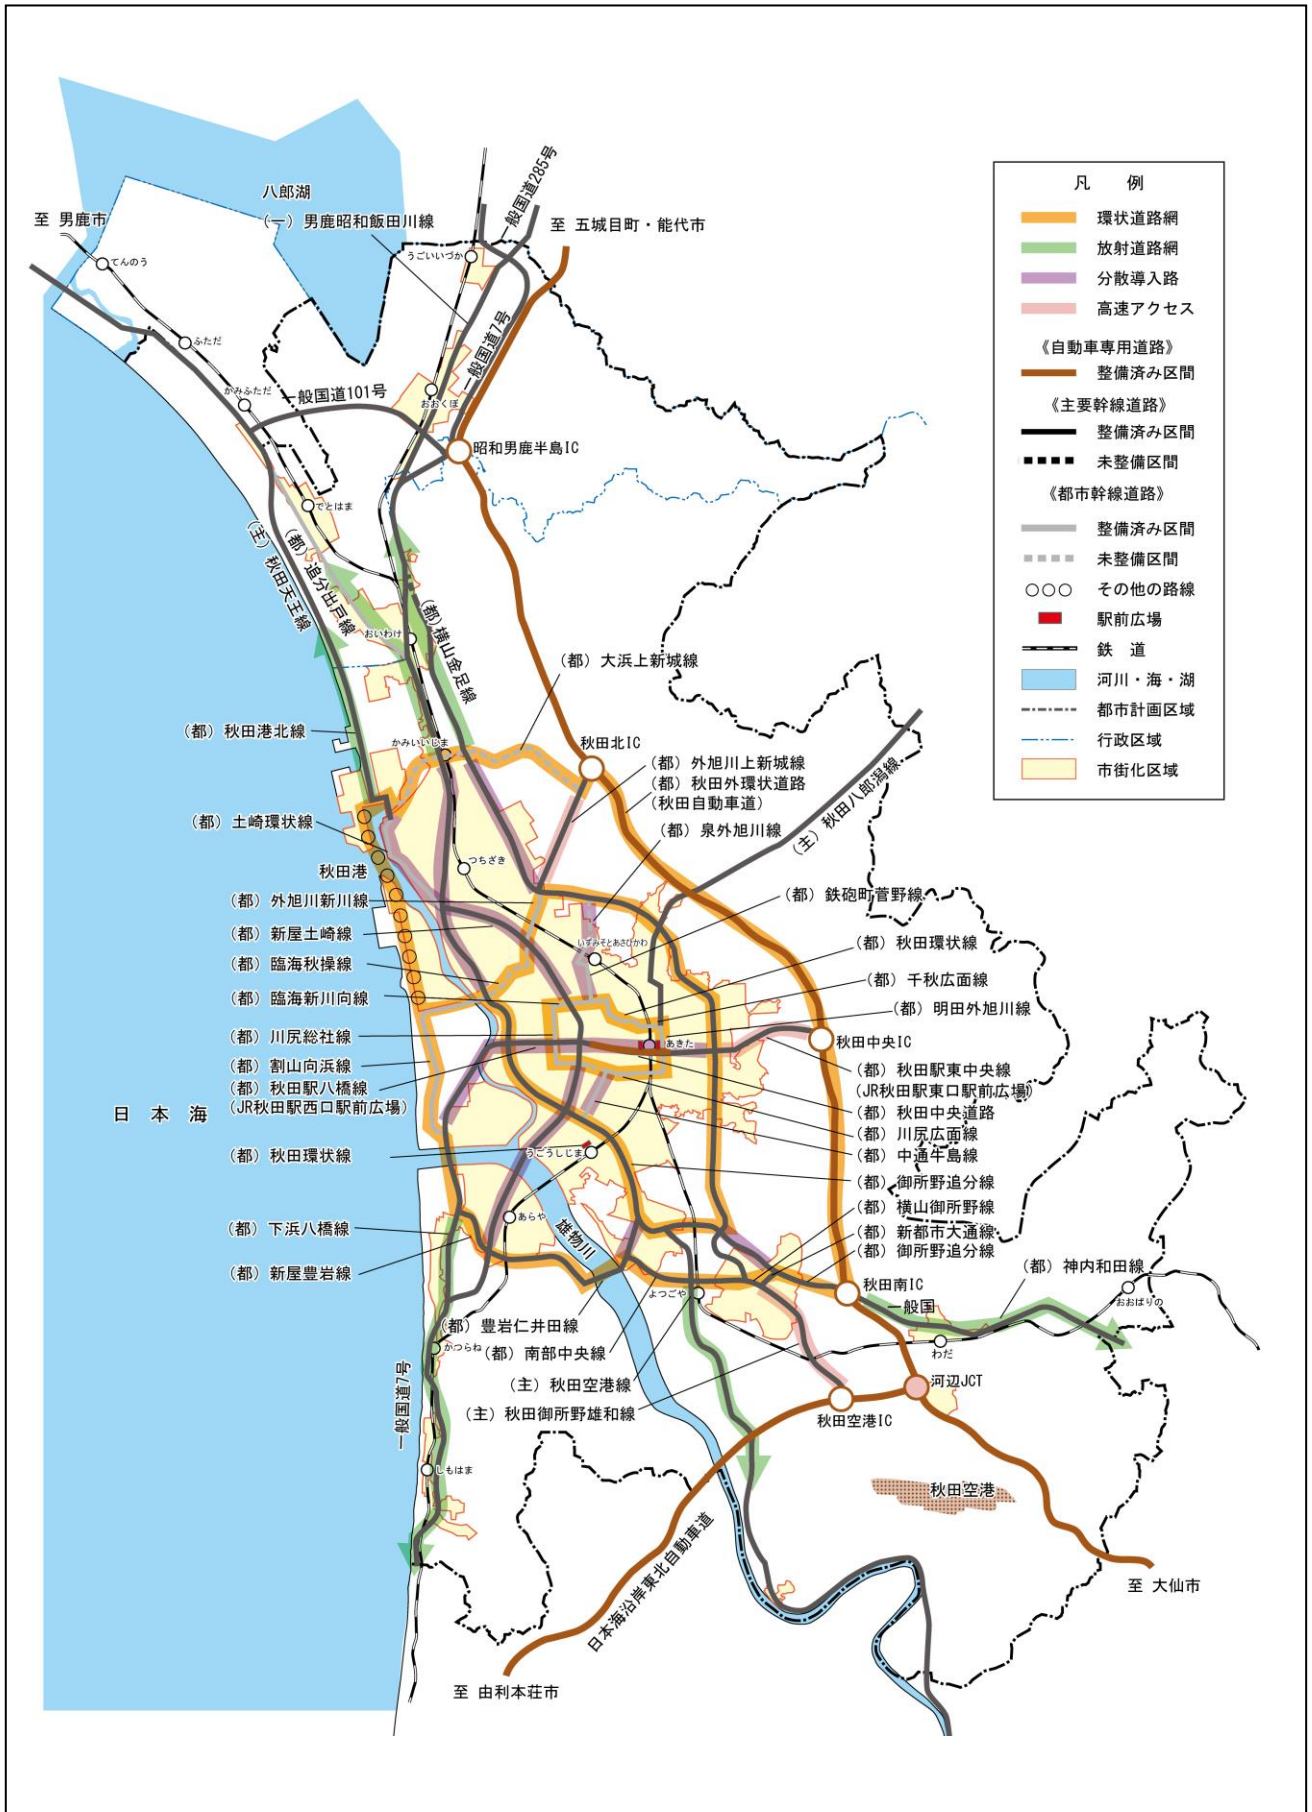 八郎湖
(一) 男鹿昭和飯田川線
一般国道285号
至 男鹿市
至 五城目町・能代市
うごいいづか
てんのう
ふただ
一般国道7号
かみふただ
一般国道101号
おおくぼ
昭和男鹿半島IC
でとはま
(主) 秋田天王線
(都) 追分出戸線
おいわけ
(都) 横山金足線
(都) 大浜上新城線
(都) 秋田港北線
かみいいじま
秋田北IC
(都) 外旭川上新城線
(都) 秋田外環状道路
(秋田自動車道)
(主) 秋田八郎潟線
(都) 土崎環状線
(都) 泉外旭川線
つちざき
秋田港
(都) 鉄砲町菅野線
(都) 外旭川新川線
(都) 新屋土崎線
いずみそとあさひかわ
(都) 秋田環状線
(都) 臨海秋操線
(都) 千秋広面線
(都) 臨海新川向線
(都) 明田外旭川線
(都) 川尻総社線
あきた
秋田中央IC
(都) 割山向浜線
(都) 秋田駅東中央線
(都) 秋田駅八橋線
(JR秋田駅東口駅前広場)
(JR秋田駅西口駅前広場)
日 本 海
(都) 秋田中央道路
(都) 川尻広面線
(都) 秋田環状線
うごうしじま
(都) 中通牛島線
(都) 御所野追分線
(都) 横山御所野線
あらや
(都) 下浜八橋線
雄物川
(都) 新都市大通線
(都) 御所野追分線
(都) 新屋豊岩線
(都) 神内和田線
秋田南IC
よつごや
おおばりの
一般国
(都) 豊岩仁井田線
かつらね
(都) 南部中央線
わだ
一般国道7号
(主) 秋田空港線
河辺JCT
(主) 秋田御所野雄和線
秋田空港IC
しもはま
秋田空港
日本海沿岸東北自動車道
至 大仙市
至 由利本荘市
凡 例
環状道路網
放射道路網
分散導入路
高速アクセス
《自動車専用道路》
整備済み区間
《主要幹線道路》
整備済み区間
未整備区間
《都市幹線道路》
整備済み区間
未整備区間
その他の路線
駅前広場
鉄 道
河川・海・湖
都市計画区域
行政区域
市街化区域